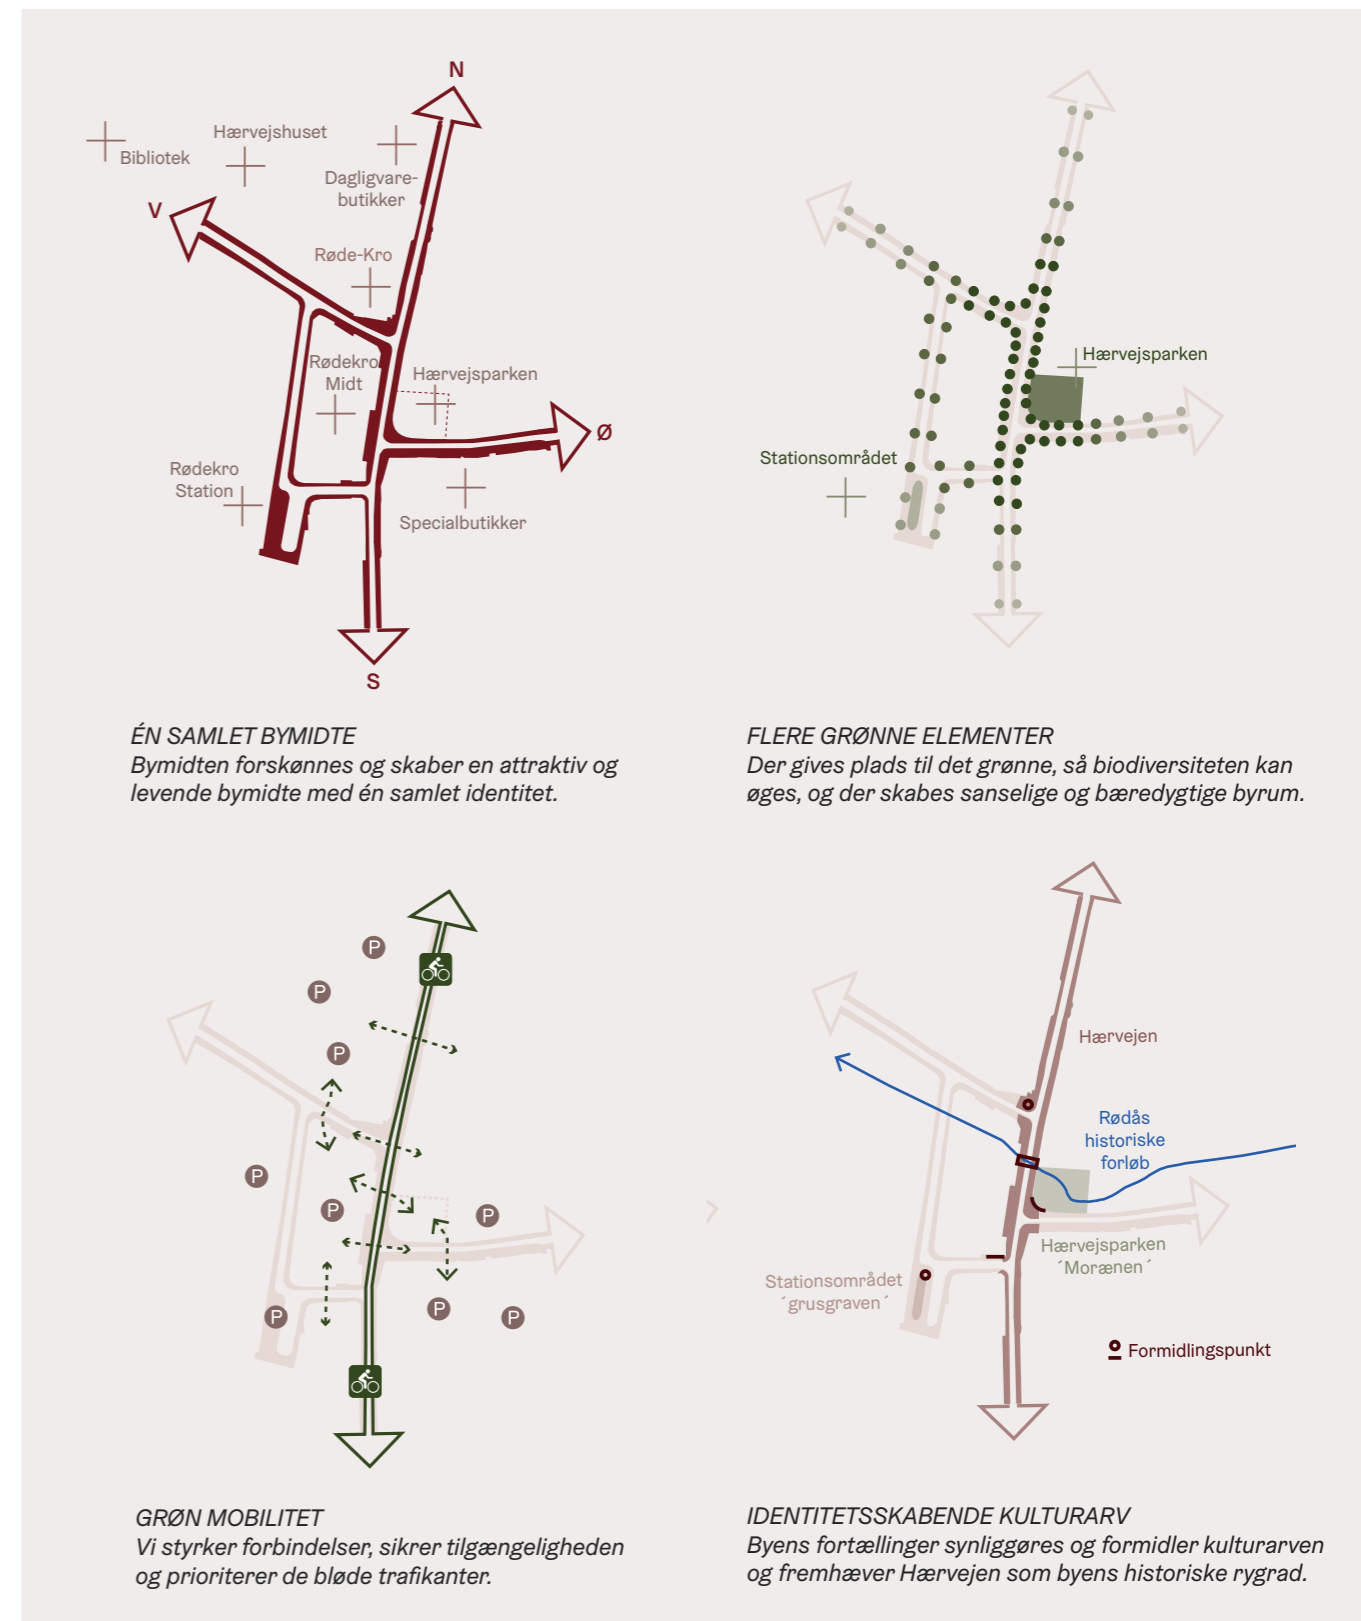 N
Hærvejshuset
Bibliotek
Dagligvare-
butikker
V
Røde-Kro
Rødekro
Midt
Hærvejsparken
Ø
Rødekro
Station
Specialbutikker
S
Hærvejsparken
Stationsområdet
ÉN SAMLET BYMIDTE
Bymidten forskønnes og skaber en attraktiv og
levende bymidte med én samlet identitet.
FLERE GRØNNE ELEMENTER
Der gives plads til det grønne, så biodiversiteten kan
øges, og der skabes sanselige og bæredygtige byrum.
P
P
P
P
P
P
P
P
P
Hærvejen
Rødås
historiske
forløb
Hærvejsparken
´Morænen´
Stationsområdet
´grusgraven´
Formidlingspunkt
GRØN MOBILITET
Vi styrker forbindelser, sikrer tilgængeligheden
og prioriterer de bløde trafikanter.
IDENTITETSSKABENDE KULTURARV
Byens fortællinger synliggøres og formidler kulturarven
og fremhæver Hærvejen som byens historiske rygrad.